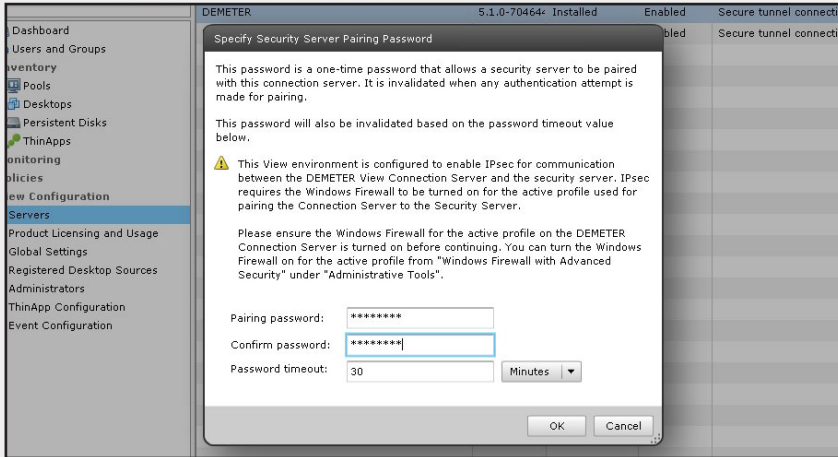 DEMETER 5.1.0-704644 Installed Enabled Secure tunnel connecti
bled Secure tunnel connecti
Dashboard
Users and Groups
nventory
Pools
Desktops
Persistent Disks
ThinApps
onitoring
olicies
ew Configuration
Servers
Product Licensing and Usage
Global Settings
Registered Desktop Sources
Administrators
ThinApp Configuration
Event Configuration
Specify Security Server Pairing Password
This password is a one-time password that allows a security server to be paired
with this connection server. It is invalidated when any authentication attempt is
made for pairing.
This password will also be invalidated based on the password timeout value
below.
This View environment is configured to enable IPsec for communication
between the DEMETER View Connection Server and the security server. IPsec
requires the Windows Firewall to be turned on for the active profile used for
pairing the Connection Server to the Security Server.
Please ensure the Windows Firewall for the active profile on the DEMETER
Connection Server is turned on before continuing. You can turn the Windows
Firewall on for the active profile from "Windows Firewall with Advanced
Security" under "Administrative Tools".
Pairing password: ********
Confirm password: ********
Password timeout: 30 Minutes
OK Cancel